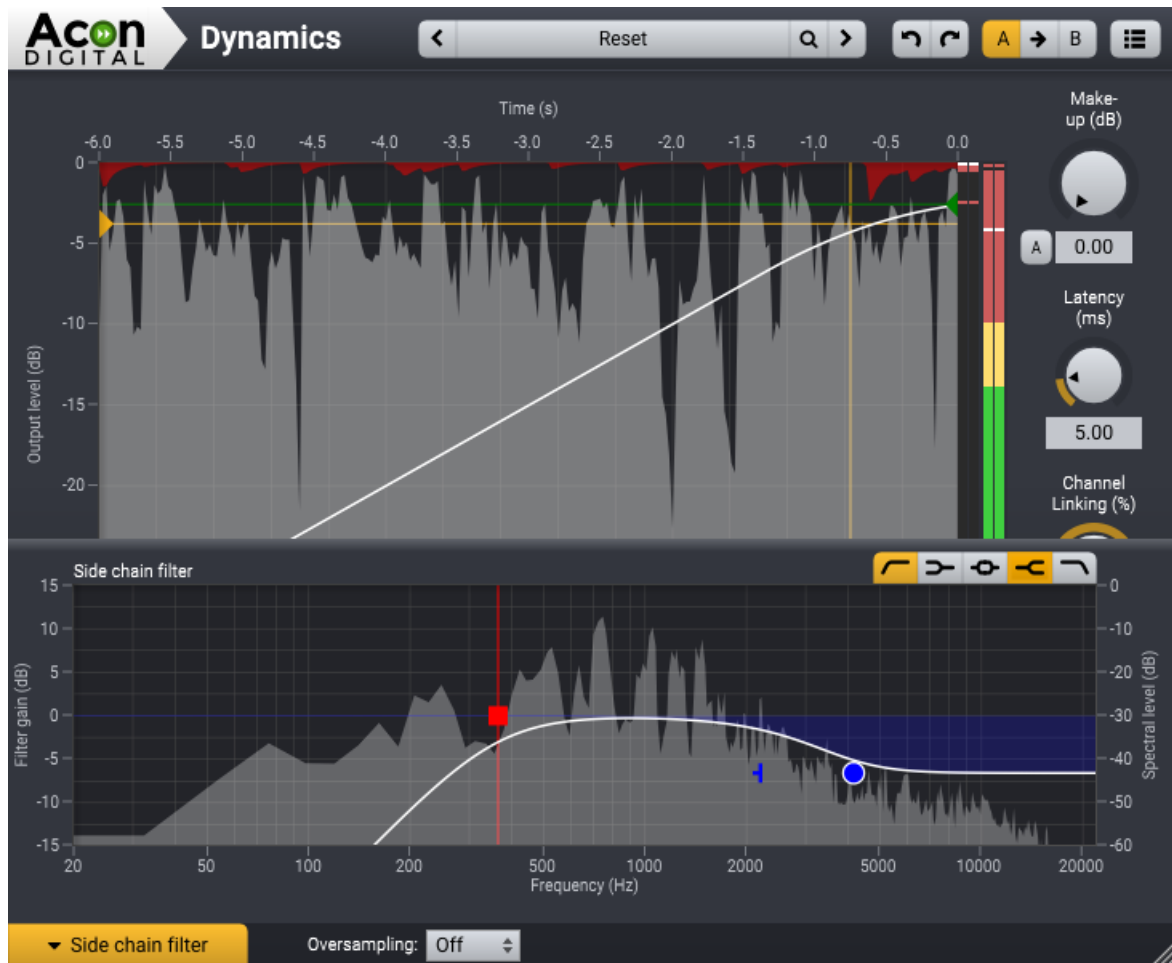 Acon
DIGITAL
Dynamics
Reset
A
B
Time (s)
-6.0 -5.5 -5.0 -4.5 -4.0 -3.5 -3.0 -2.5 -2.0 -1.5 -1.0 -0.5 0.0
0
-5
-10
-15
-20
Output level (dB)
Make-
up (dB)
A
0.00
Latency
(ms)
5.00
Channel
Linking (%)
Side chain filter
15
10
5
0
-5
-10
-15
Filter gain (dB)
0
-10
-20
-30
-40
-50
-60
Spectral level (dB)
20 50 100 200 500 1000 2000 5000 10000 20000
Frequency (Hz)
Side chain filter
Oversampling: Off